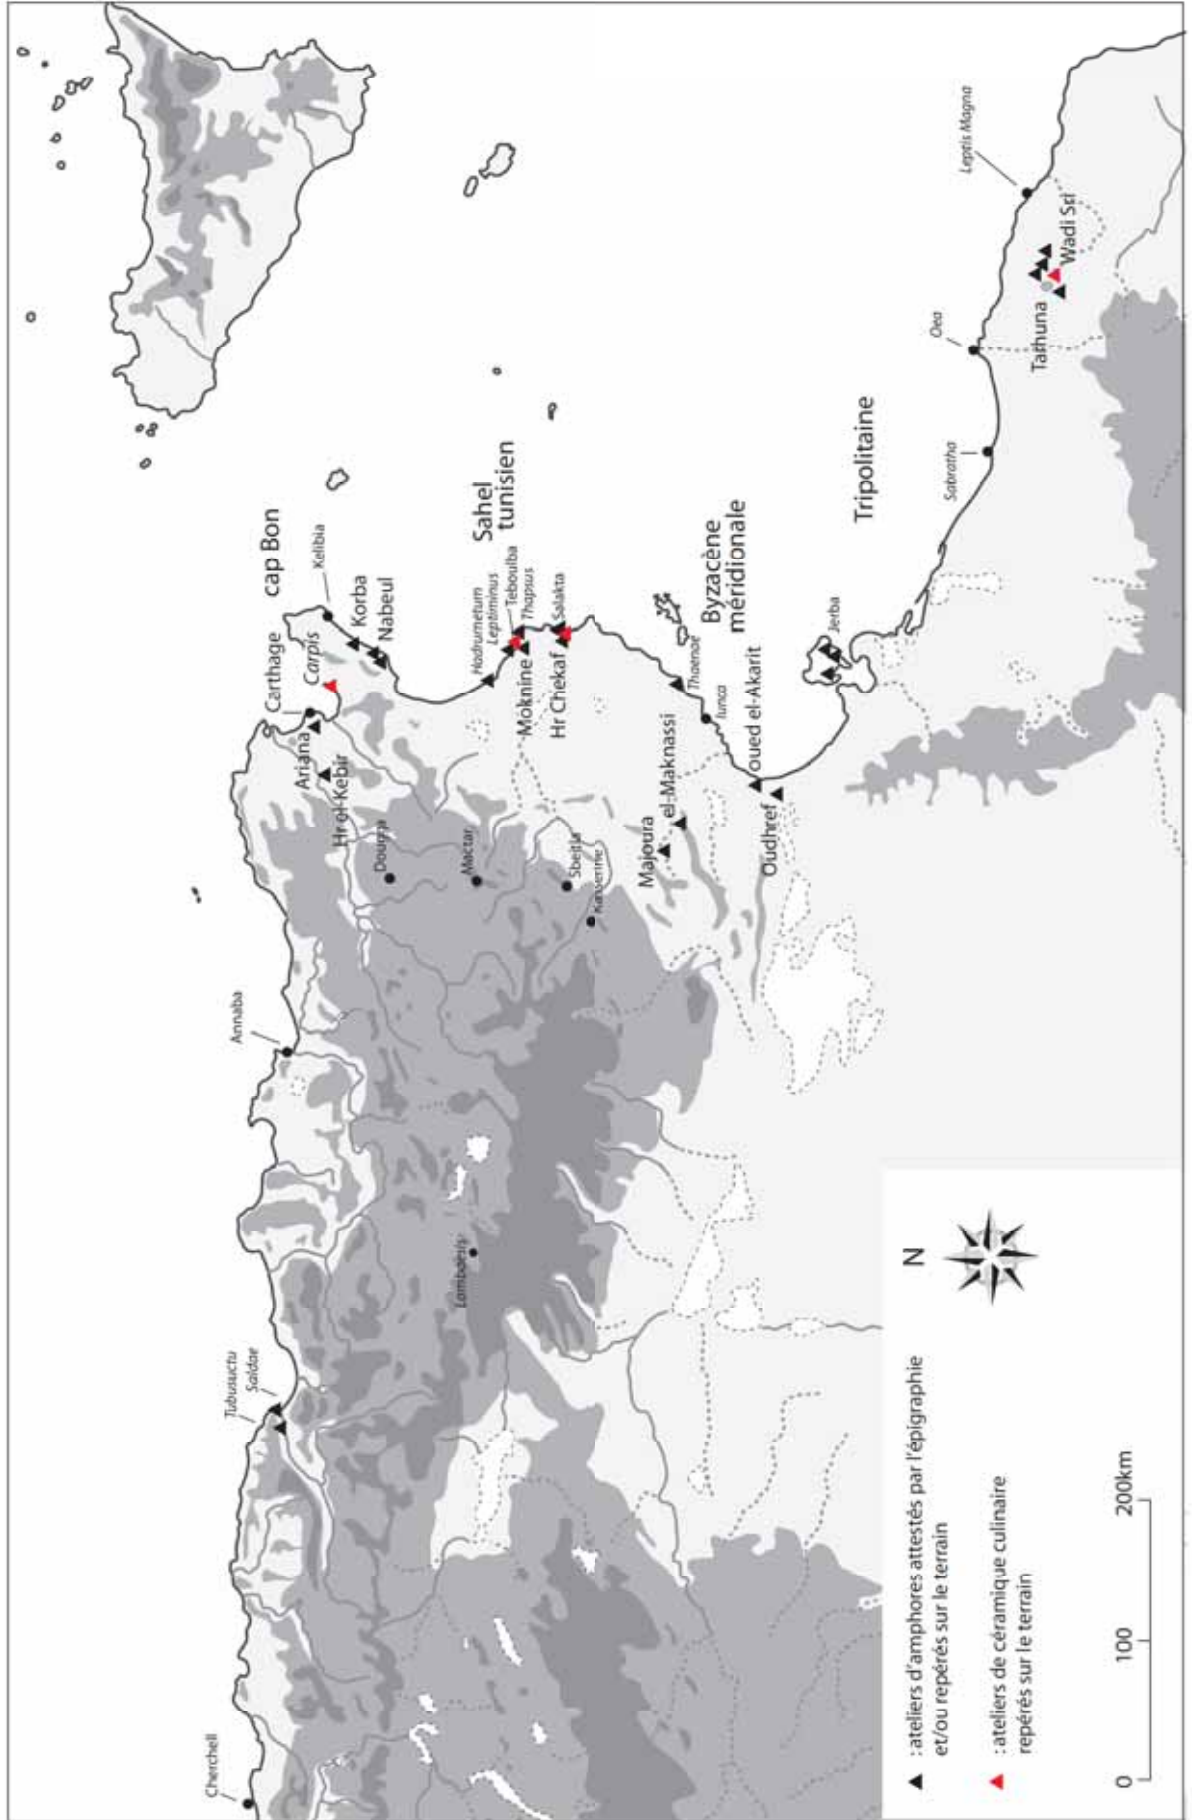 Cherchell
Tubusuctu
Saldae
Annaba
Lambaesis
Carthage
Carpis
cap Bon
Kelibia
Korba
Nabeul
Ariana
Hr el-Kebir
Dougga
Mactar
Sbeitla
Kasserine
Hadrumetum
Leptiminus
Teboulba
Thapsus
Sahel
tunisien
Moknine
Salakta
Hr Chekaf
Majoura
el-Maknassi
Thaenae
Iunca
Byzacène
méridionale
oued el-Akarit
Oudhref
Jerba
Tripolitaine
Sabratha
Oea
Leptis Magna
Tarhuna
Wadi Srl
N
: ateliers d'amphores attestés par l'épigraphie
et/ou repérés sur le terrain
: ateliers de céramique culinaire
repérés sur le terrain
0 100 200km